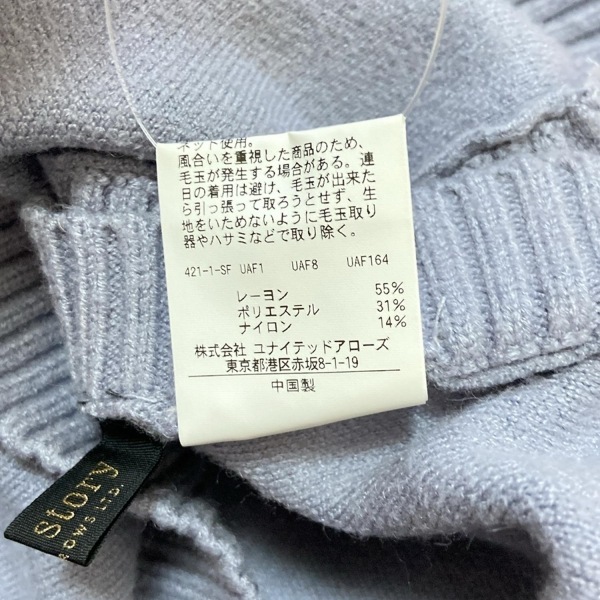 ネット使用。
風合いを重視した商品のため、
毛玉が発生する場合がある。連
日の着用は避け、毛玉が出来た
ら引っ張って取ろうとせず、生
地をいためないように毛玉取り
器やハサミなどで取り除く。
421-1-SF UAF1 UAF8 UAF164
レーヨン 55%
ポリエステル 31%
ナイロン 14%
株式会社 ユナイテッドアローズ
東京都港区赤坂8-1-19
中国製
story
ROWS LTD.